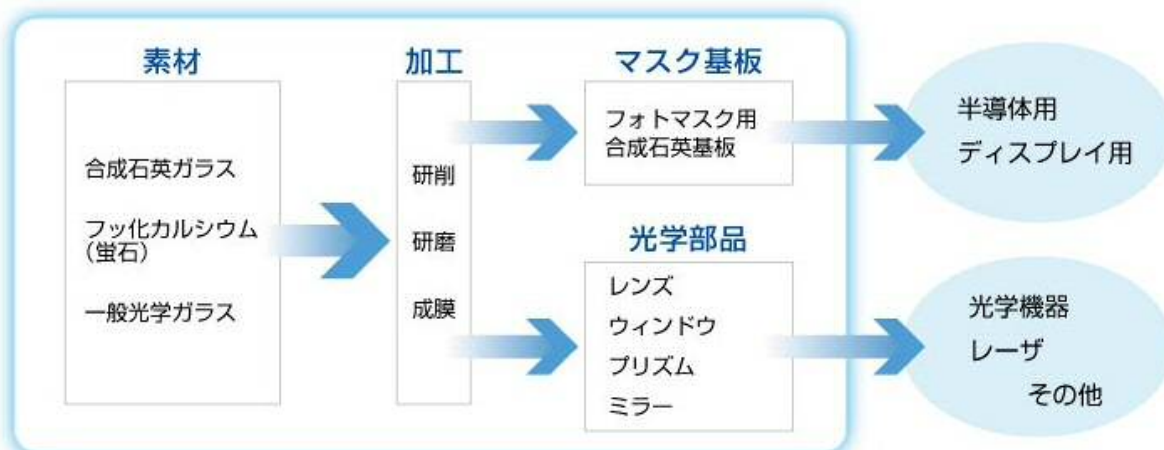 素材
合成石英ガラス
フッ化カルシウム
（蛍石）
一般光学ガラス
加工
研削
研磨
成膜
マスク基板
フォトマスク用
合成石英基板
光学部品
レンズ
ウィンドウ
プリズム
ミラー
半導体用
ディスプレイ用
光学機器
レーザ
その他